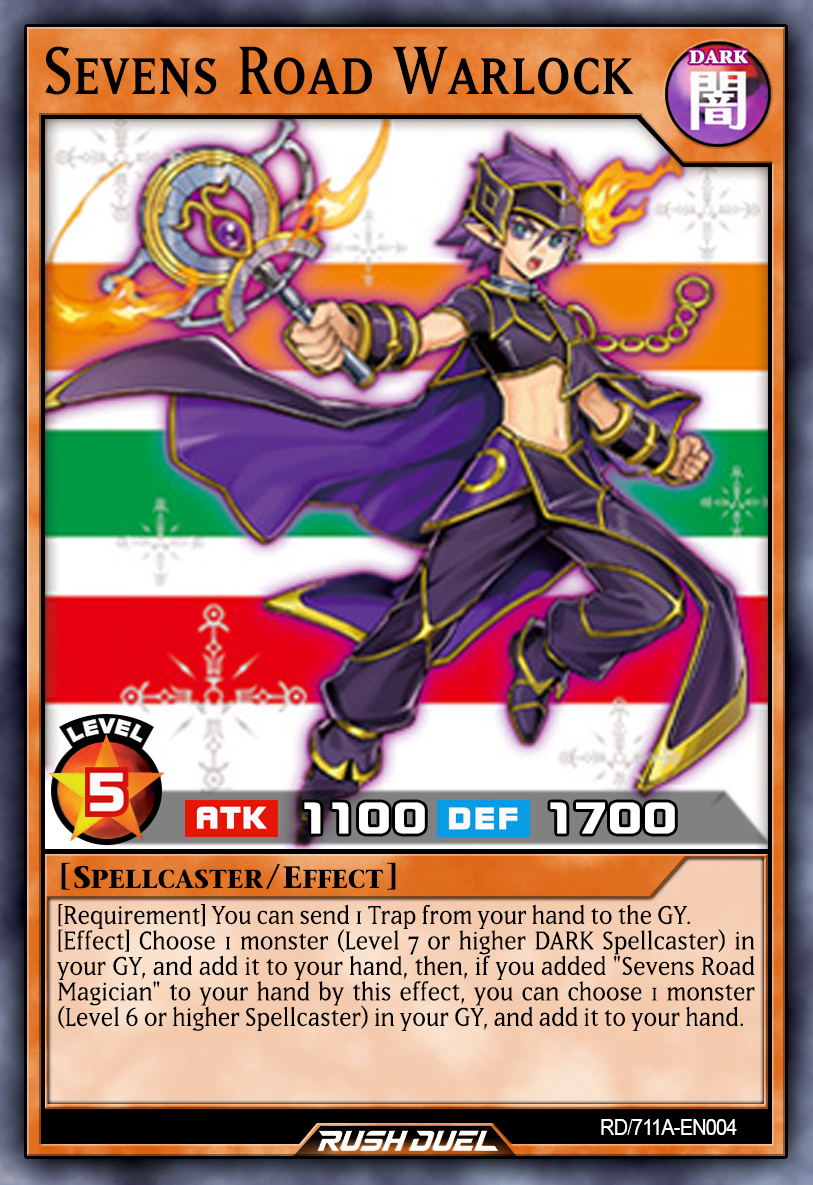 Sevens Road Warlock
DARK
闇
LEVEL
5
ATK 1100 DEF 1700
[Spellcaster/Effect]
[Requirement] You can send 1 Trap from your hand to the GY.
[Effect] Choose 1 monster (Level 7 or higher DARK Spellcaster) in
your GY, and add it to your hand, then, if you added "Sevens Road
Magician" to your hand by this effect, you can choose 1 monster
(Level 6 or higher Spellcaster) in your GY, and add it to your hand.
RD/711A-EN004
RUSH DUEL